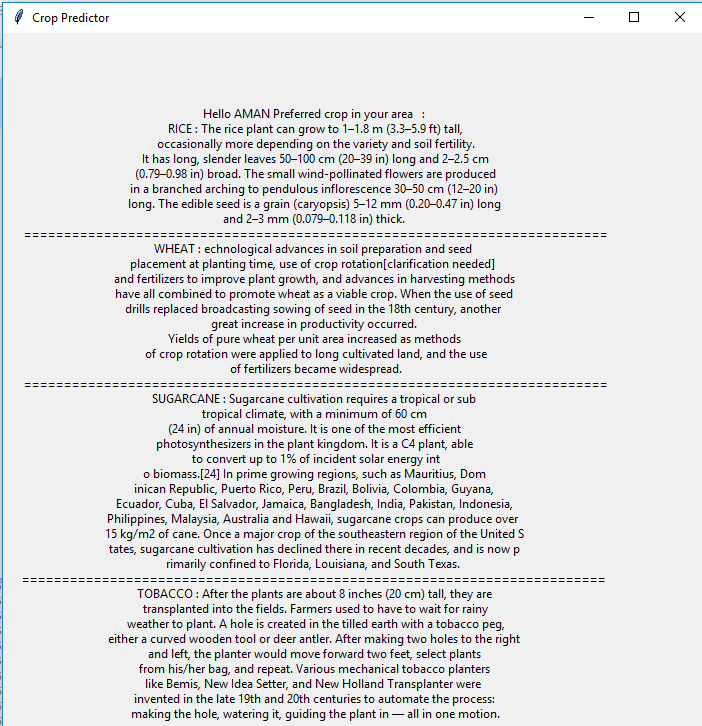 Crop Predictor
Hello AMAN Preferred crop in your area   :
RICE : The rice plant can grow to 1–1.8 m (3.3–5.9 ft) tall,
occasionally more depending on the variety and soil fertility.
It has long, slender leaves 50–100 cm (20–39 in) long and 2–2.5 cm
(0.79–0.98 in) broad. The small wind-pollinated flowers are produced
in a branched arching to pendulous inflorescence 30–50 cm (12–20 in)
long. The edible seed is a grain (caryopsis) 5–12 mm (0.20–0.47 in) long
and 2–3 mm (0.079–0.118 in) thick.
=========================================================================
WHEAT : echnological advances in soil preparation and seed
placement at planting time, use of crop rotation[clarification needed]
and fertilizers to improve plant growth, and advances in harvesting methods
have all combined to promote wheat as a viable crop. When the use of seed
drills replaced broadcasting sowing of seed in the 18th century, another
great increase in productivity occurred.
Yields of pure wheat per unit area increased as methods
of crop rotation were applied to long cultivated land, and the use
of fertilizers became widespread.
=========================================================================
SUGARCANE : Sugarcane cultivation requires a tropical or sub
tropical climate, with a minimum of 60 cm
(24 in) of annual moisture. It is one of the most efficient
photosynthesizers in the plant kingdom. It is a C4 plant, able
to convert up to 1% of incident solar energy int
o biomass.[24] In prime growing regions, such as Mauritius, Dom
inican Republic, Puerto Rico, Peru, Brazil, Bolivia, Colombia, Guyana,
Ecuador, Cuba, El Salvador, Jamaica, Bangladesh, India, Pakistan, Indonesia,
Philippines, Malaysia, Australia and Hawaii, sugarcane crops can produce over
15 kg/m2 of cane. Once a major crop of the southeastern region of the United S
tates, sugarcane cultivation has declined there in recent decades, and is now p
rimarily confined to Florida, Louisiana, and South Texas.
=========================================================================
TOBACCO : After the plants are about 8 inches (20 cm) tall, they are
transplanted into the fields. Farmers used to have to wait for rainy
weather to plant. A hole is created in the tilled earth with a tobacco peg,
either a curved wooden tool or deer antler. After making two holes to the right
and left, the planter would move forward two feet, select plants
from his/her bag, and repeat. Various mechanical tobacco planters
like Bemis, New Idea Setter, and New Holland Transplanter were
invented in the late 19th and 20th centuries to automate the process:
making the hole, watering it, guiding the plant in — all in one motion.